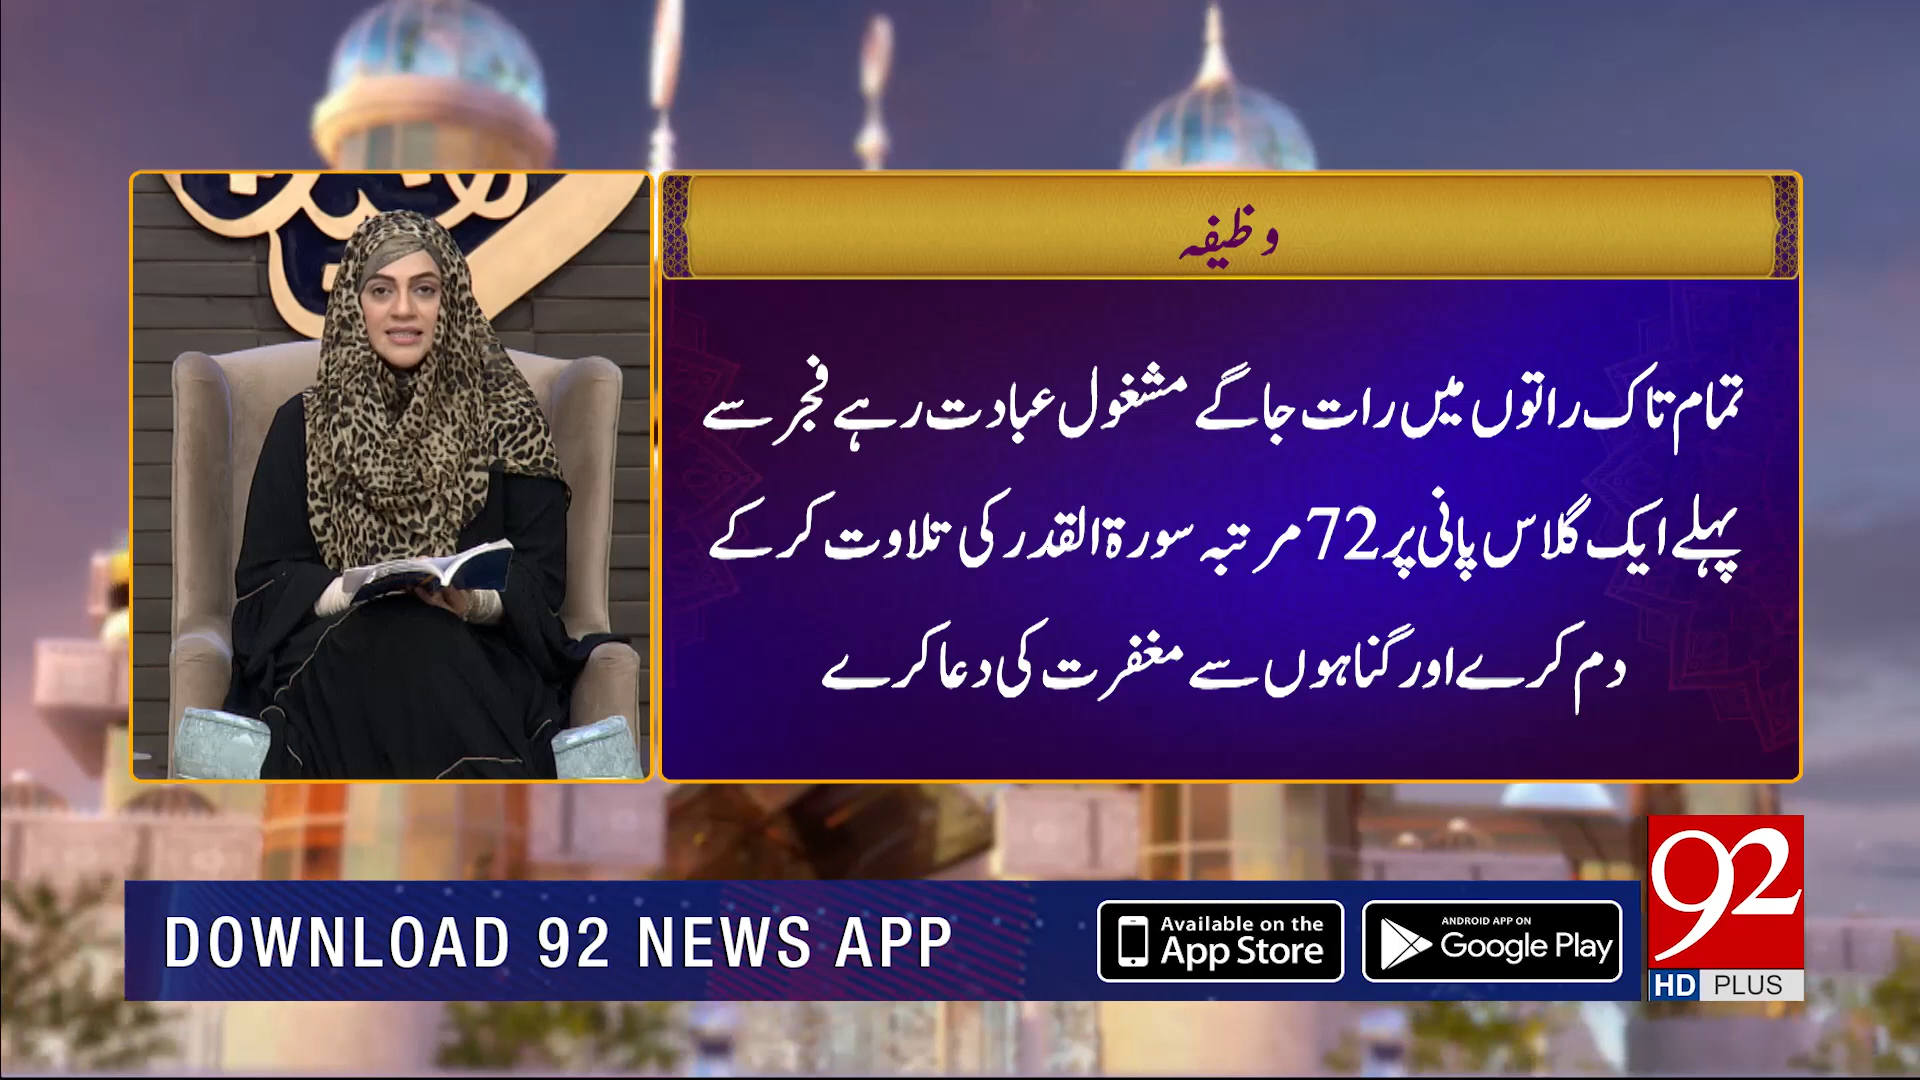 وظیفہ
تمام تاک راتوں میں رات جاگے مشغول عبادت رہے فجر سے
پہلے ایک گلاس پانی پر 72 مرتبہ سورۃ القدر کی تلاوت کر کے
دم کرے اور گناہوں سے مغفرت کی دعا کرے
DOWNLOAD 92 NEWS APP
Available on the
App Store
ANDROID APP ON
Google Play
92
HD PLUS